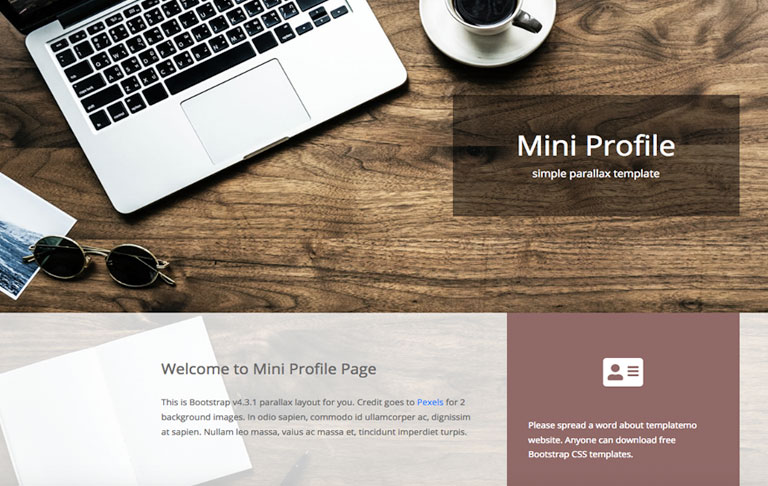 Mini Profile
simple parallax template
Welcome to Mini Profile Page
This is Bootstrap v4.3.1 parallax layout for you. Credit goes to Pexels for 2
background images. In odio sapien, commodo id ullamcorper ac, dignissim
at sapien. Nullam leo massa, vaius ac massa et, tincidunt imperdiet turpis.
Please spread a word about templatemo
website. Anyone can download free
Bootstrap CSS templates.